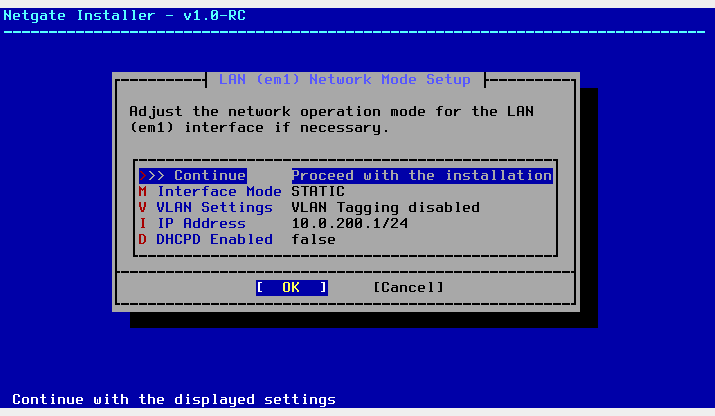 Netgate Installer - v1.0-RC
LAN (em1) Network Mode Setup
Adjust the network operation mode for the LAN
(em1) interface if necessary.
>>> Continue Proceed with the installation
M Interface Mode STATIC
V VLAN Settings VLAN Tagging disabled
I IP Address 10.0.200.1/24
D DHCPD Enabled false
[ OK ] [Cancel]
Continue with the displayed settings